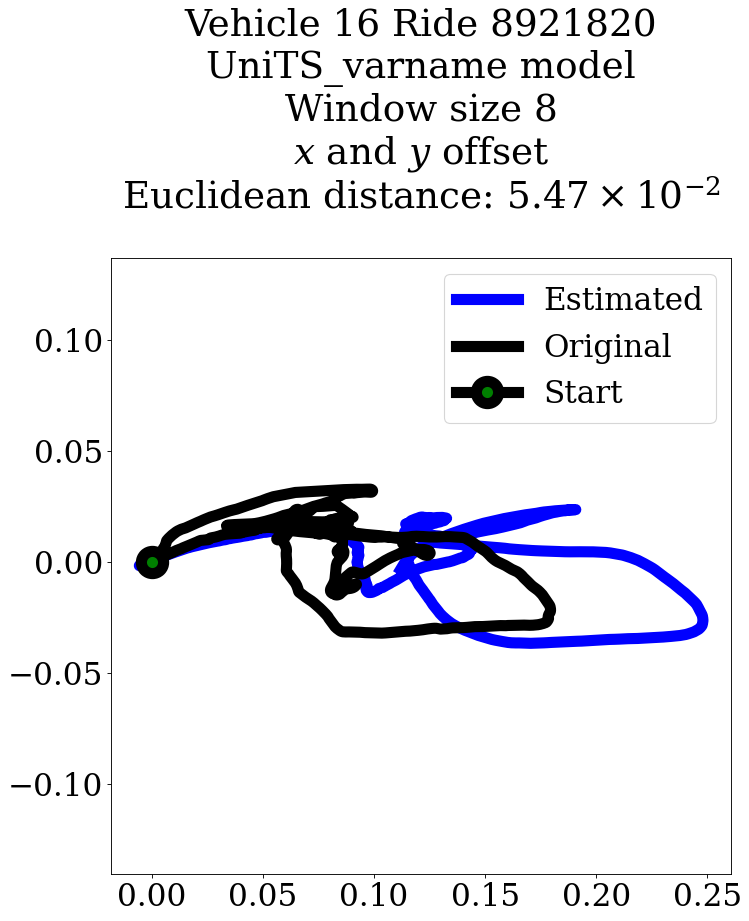 Vehicle 16 Ride 8921820
UniTS_varname model
Window size 8
x and y offset
Euclidean distance: 5.47 × 10⁻²
Estimated
Original
Start
0.10
0.05
0.00
−0.05
−0.10
0.00 0.05 0.10 0.15 0.20 0.25